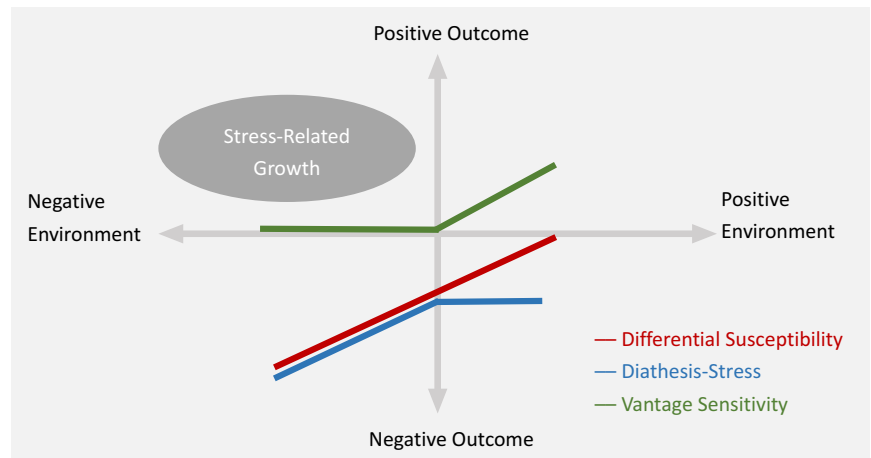 Positive Outcome
Stress-Related
Growth
Negative
Environment
Positive
Environment
— Differential Susceptibility
— Diathesis-Stress
— Vantage Sensitivity
Negative Outcome